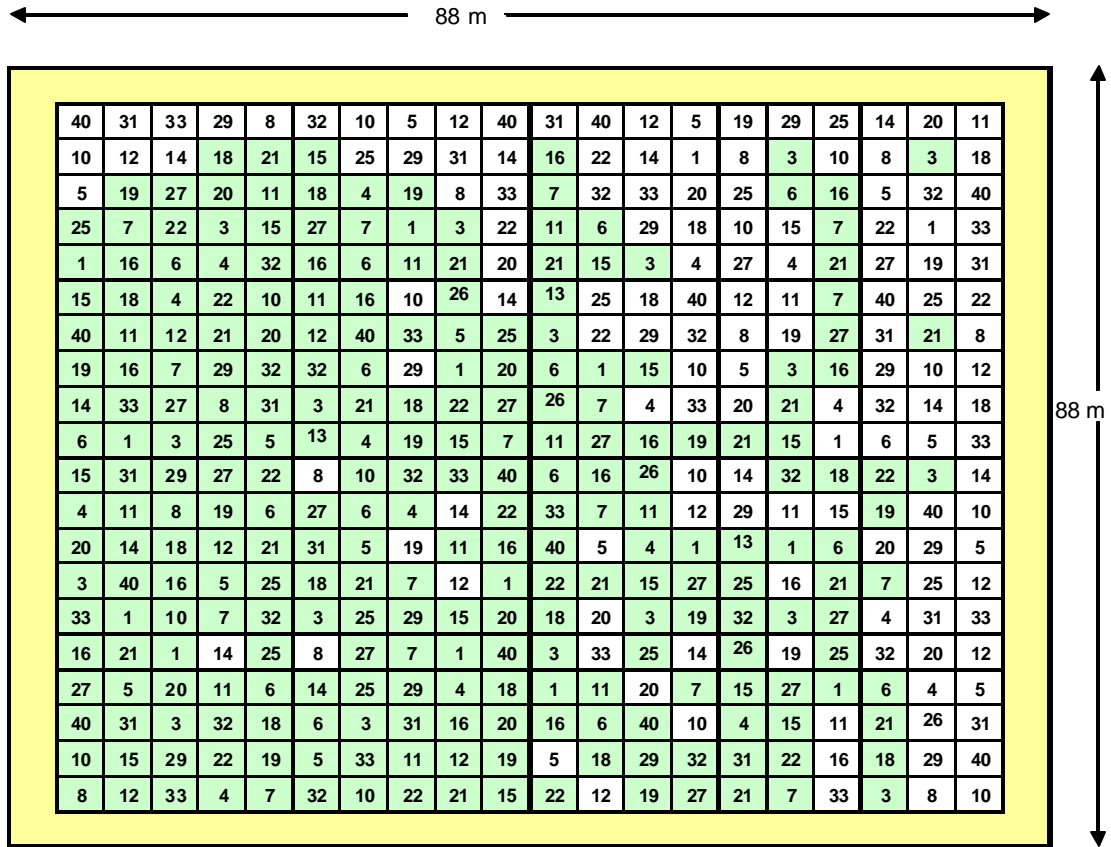 88 m
40 31 33 29 8 32 10 5 12 40 31 40 12 5 19 29 25 14 20 11
10 12 14 18 21 15 25 29 31 14 16 22 14 1 8 3 10 8 3 18
5 19 27 20 11 18 4 19 8 33 7 32 33 20 25 6 16 5 32 40
25 7 22 3 15 27 7 1 3 22 11 6 29 18 10 15 7 22 1 33
1 16 6 4 32 16 6 11 21 20 21 15 3 4 27 4 21 27 19 31
15 18 4 22 10 11 16 10 26 14 13 25 18 40 12 11 7 40 25 22
40 11 12 21 20 12 40 33 5 25 3 22 29 32 8 19 27 31 21 8
19 16 7 29 32 32 6 29 1 20 6 1 15 10 5 3 16 29 10 12
14 33 27 8 31 3 21 18 22 27 26 7 4 33 20 21 4 32 14 18
88 m
6 1 3 25 5 13 4 19 15 7 11 27 16 19 21 15 1 6 5 33
15 31 29 27 22 8 10 32 33 40 6 16 26 10 14 32 18 22 3 14
4 11 8 19 6 27 6 4 14 22 33 7 11 12 29 11 15 19 40 10
20 14 18 12 21 31 5 19 11 16 40 5 4 1 13 1 6 20 29 5
3 40 16 5 25 18 21 7 12 1 22 21 15 27 25 16 21 7 25 12
33 1 10 7 32 3 25 29 15 20 18 20 3 19 32 3 27 4 31 33
16 21 1 14 25 8 27 7 1 40 3 33 25 14 26 19 25 32 20 12
27 5 20 11 6 14 25 29 4 18 1 11 20 7 15 27 1 6 4 5
40 31 3 32 18 6 3 31 16 20 16 6 40 10 4 15 11 21 26 31
10 15 29 22 19 5 33 11 12 19 5 18 29 32 31 22 16 18 29 40
8 12 33 4 7 32 10 22 21 15 22 12 19 27 21 7 33 3 8 10